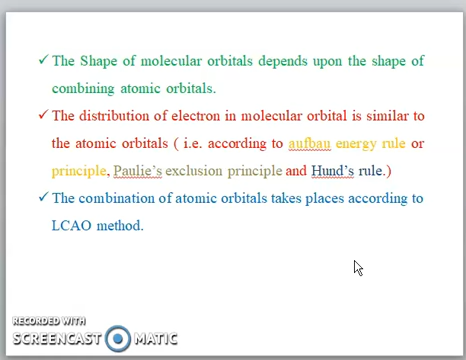 ✓ The Shape of molecular orbitals depends upon the shape of
combining atomic orbitals.
✓ The distribution of electron in molecular orbital is similar to
the atomic orbitals ( i.e. according to aufbau energy rule or
principle, Paulie's exclusion principle and Hund's rule.)
✓ The combination of atomic orbitals takes places according to
LCAO method.
RECORDED WITH
SCREENCAST MATIC